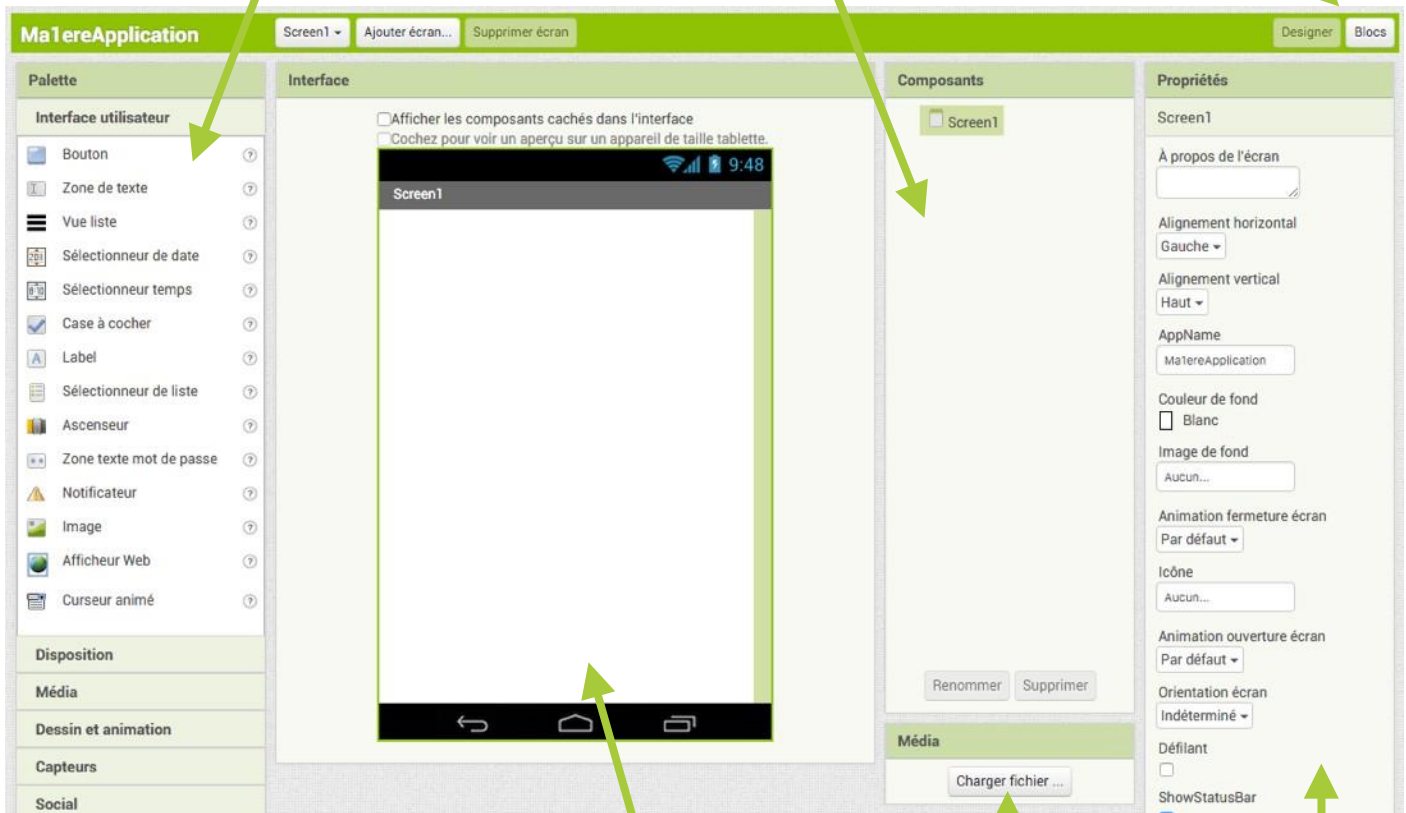 Ma1ereApplication
Screen1
Ajouter écran...
Supprimer écran
Designer
Blocs
Palette
Interface utilisateur
Bouton
Zone de texte
Vue liste
Sélectionneur de date
Sélectionneur temps
Case à cocher
Label
Sélectionneur de liste
Ascenseur
Zone texte mot de passe
Notificateur
Image
Afficheur Web
Curseur animé
Disposition
Média
Dessin et animation
Capteurs
Social
Interface
Afficher les composants cachés dans l'interface
Cochez pour voir un aperçu sur un appareil de taille tablette.
9:48
Screen1
Composants
Screen1
Renommer
Supprimer
Média
Charger fichier ...
Propriétés
Screen1
À propos de l'écran
Alignement horizontal
Gauche
Alignement vertical
Haut
AppName
Ma1ereApplication
Couleur de fond
Blanc
Image de fond
Aucun...
Animation fermeture écran
Par défaut
Icône
Aucun...
Animation ouverture écran
Par défaut
Orientation écran
Indéterminé
Défilant
ShowStatusBar